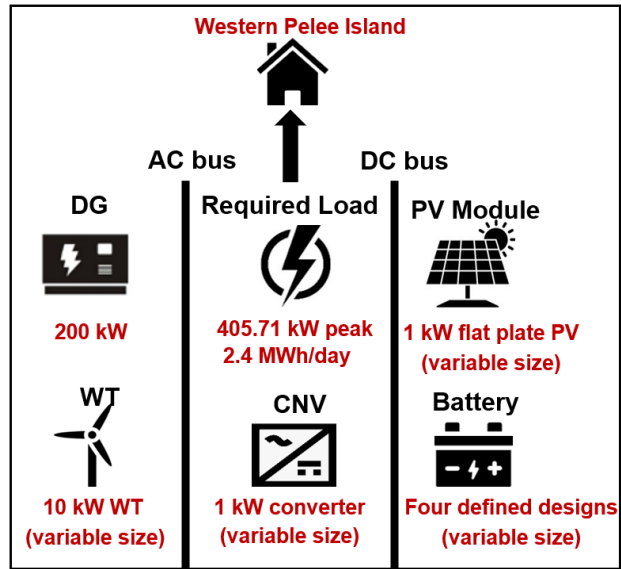 Western Pelee Island
AC bus
DC bus
DG
Required Load
PV Module
200 kW
405.71 kW peak
2.4 MWh/day
1 kW flat plate PV
(variable size)
WT
CNV
Battery
10 kW WT
(variable size)
1 kW converter
(variable size)
Four defined designs
(variable size)